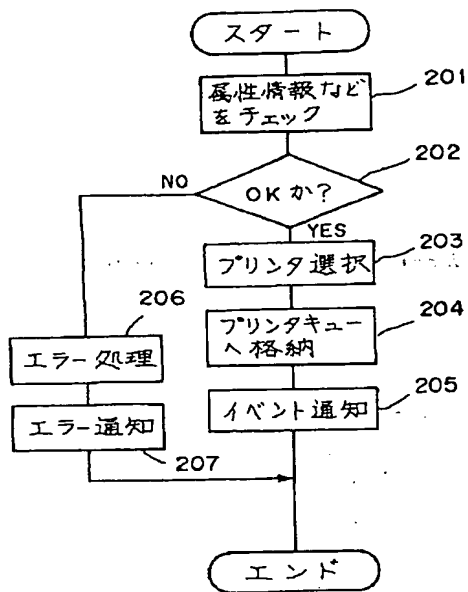 スタート
属性情報など
をチェック
201
202
OKか?
NO
YES
プリンタ選択
203
プリンタキュー
へ格納
204
206
エラー処理
イベント通知
205
エラー通知
207
エンド